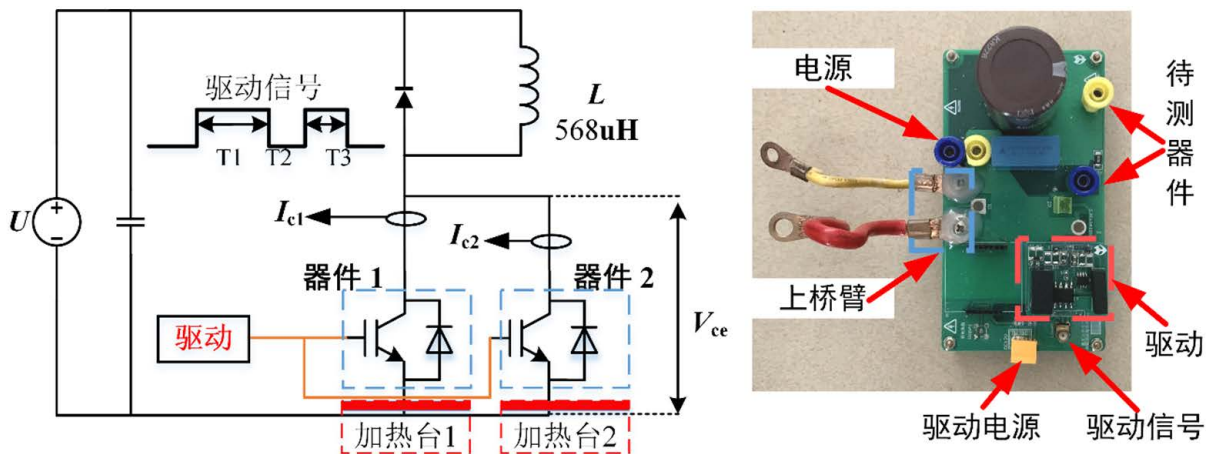 驱动信号
T1
T2
T3
L
568uH
U
Ic1
Ic2
器件 1
器件 2
Vce
驱动
加热台1
加热台2
电源
待测器件
上桥臂
驱动
驱动电源
驱动信号